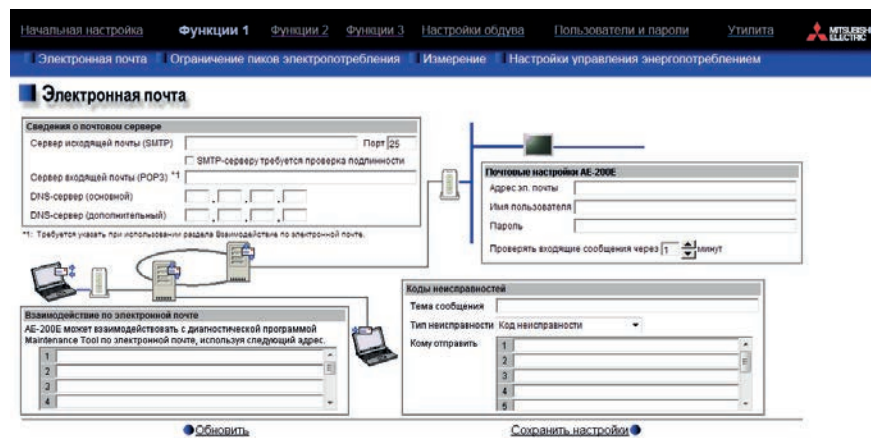 Начальная настройка Функции 1 Функции 2 Функции 3 Настройки обдува Пользователи и пароли Утилита MITSUBISHI ELECTRIC
Электронная почта Ограничение пиков электропотребления Измерение Настройки управления энергопотреблением
Электронная почта
Сведения о почтовом сервере
Сервер исходящей почты (SMTP) Порт 25
SMTP-серверу требуется проверка подлинности
Сервер входящей почты (POP3) *1
DNS-сервер (основной) . . .
DNS-сервер (дополнительный) . . .
*1: Требуется указать при использовании раздела Взаимодействие по электронной почте.
Почтовые настройки AE-200E
Адрес эл. почты
Имя пользователя
Пароль
Проверять входящие сообщения через 1 минут
Взаимодействие по электронной почте
AE-200E может взаимодействовать с диагностической программой
Maintenance Tool по электронной почте, используя следующий адрес.
1
2
3
4
Коды неисправностей
Тема сообщения
Тип неисправности Код неисправности
Кому отправить 1
2
3
4
5
Обновить Сохранить настройки